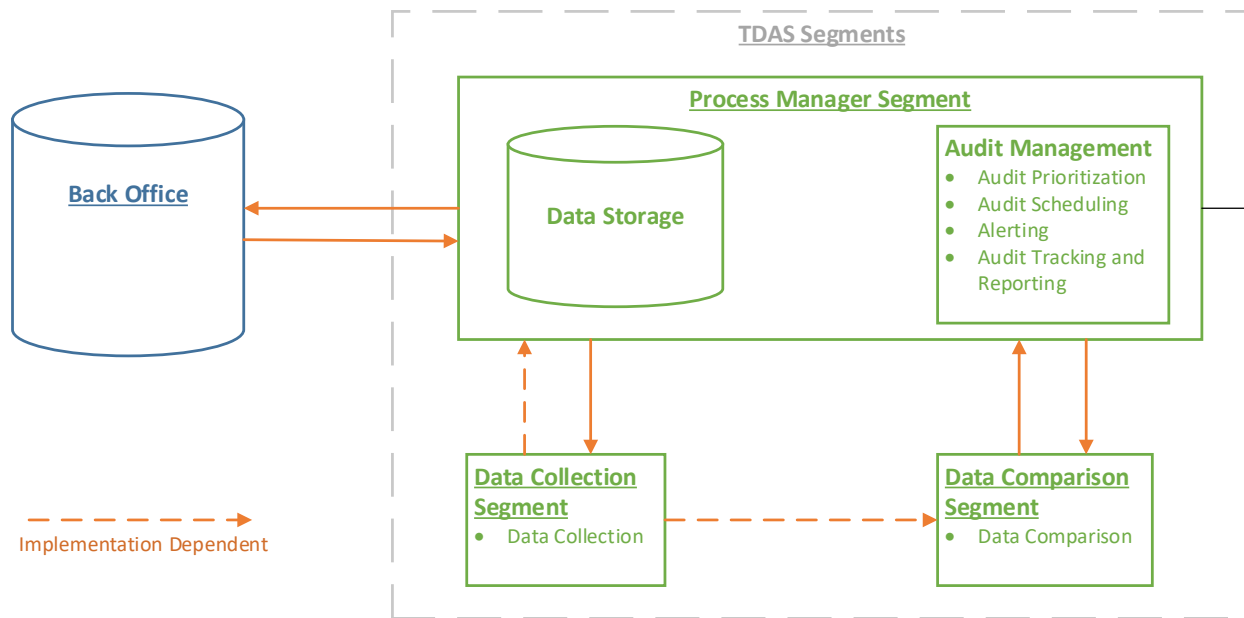 TDAS Segments
Process Manager Segment
Back Office
Data Storage
Audit Management
● Audit Prioritization
● Audit Scheduling
● Alerting
● Audit Tracking and
Reporting
Data Collection
Segment
● Data Collection
Data Comparison
Segment
● Data Comparison
Implementation Dependent